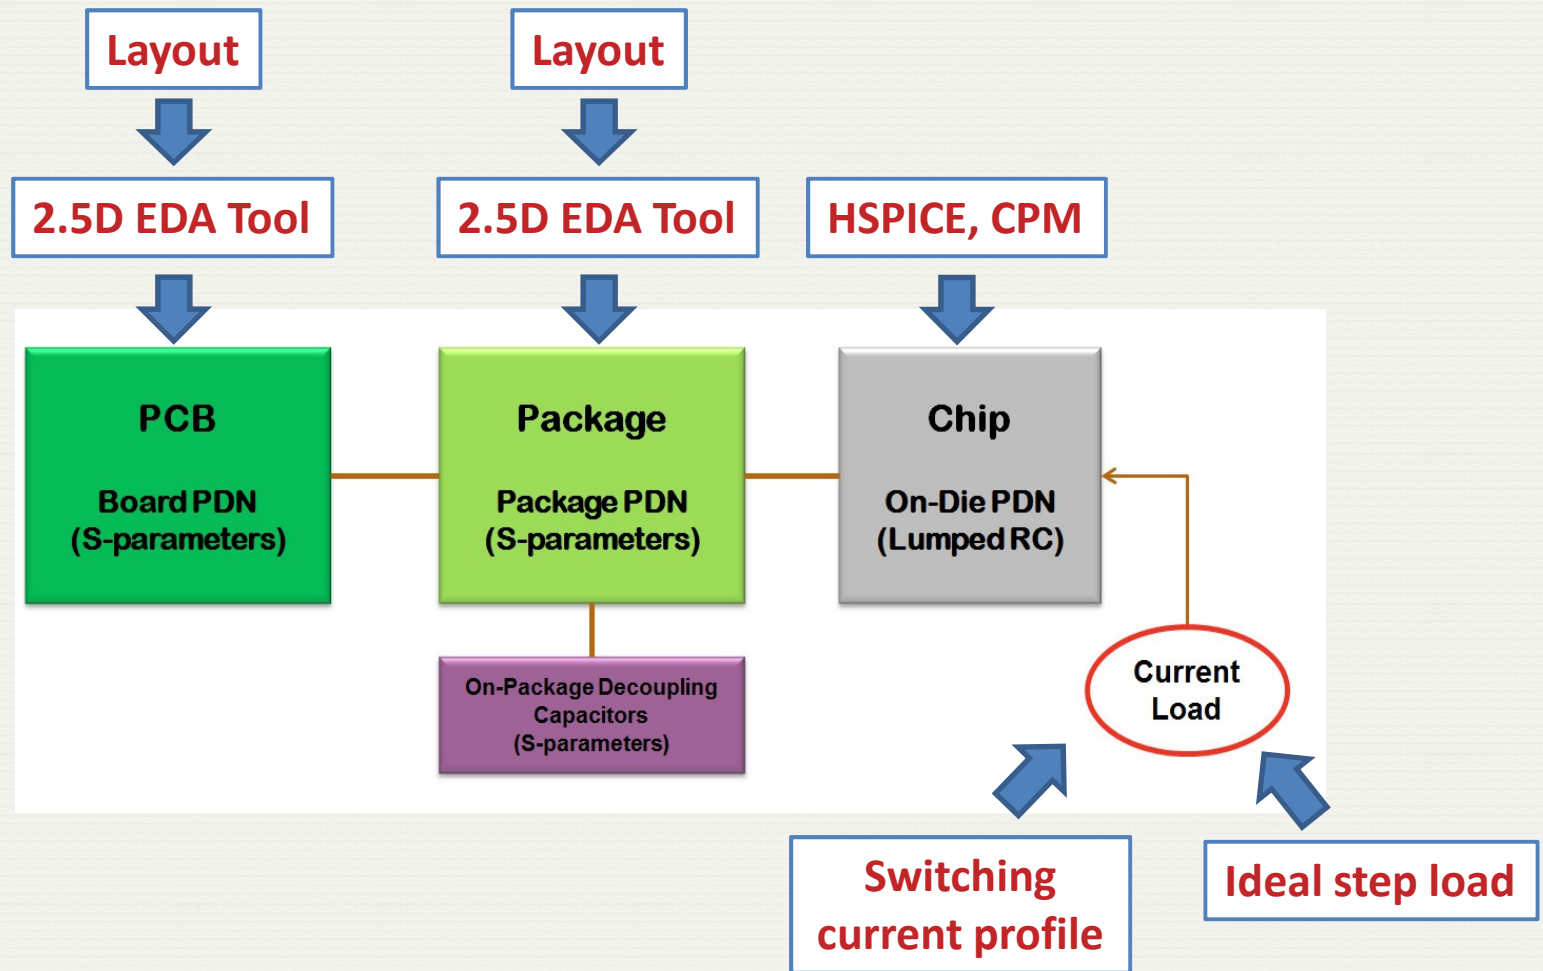 Layout
Layout
2.5D EDA Tool
2.5D EDA Tool
HSPICE, CPM
PCB
Board PDN
(S-parameters)
Package
Package PDN
(S-parameters)
Chip
On-Die PDN
(Lumped RC)
On-Package Decoupling
Capacitors
(S-parameters)
Current
Load
Switching
current profile
Ideal step load